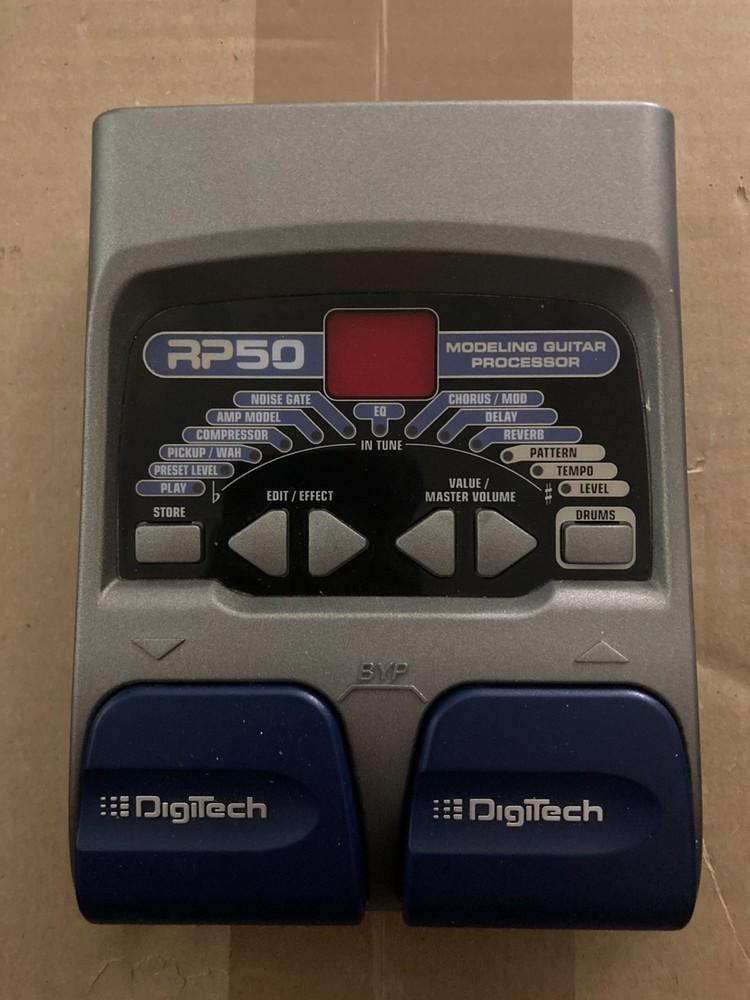 RP50
MODELING GUITAR
PROCESSOR
NOISE GATE
EQ
CHORUS / MOD
AMP MODEL
DELAY
COMPRESSOR
IN TUNE
REVERB
PICKUP / WAH
PATTERN
PRESET LEVEL
TEMPO
PLAY
♭
♯
LEVEL
STORE
EDIT / EFFECT
VALUE /
MASTER VOLUME
DRUMS
BYP
DigiTech
DigiTech